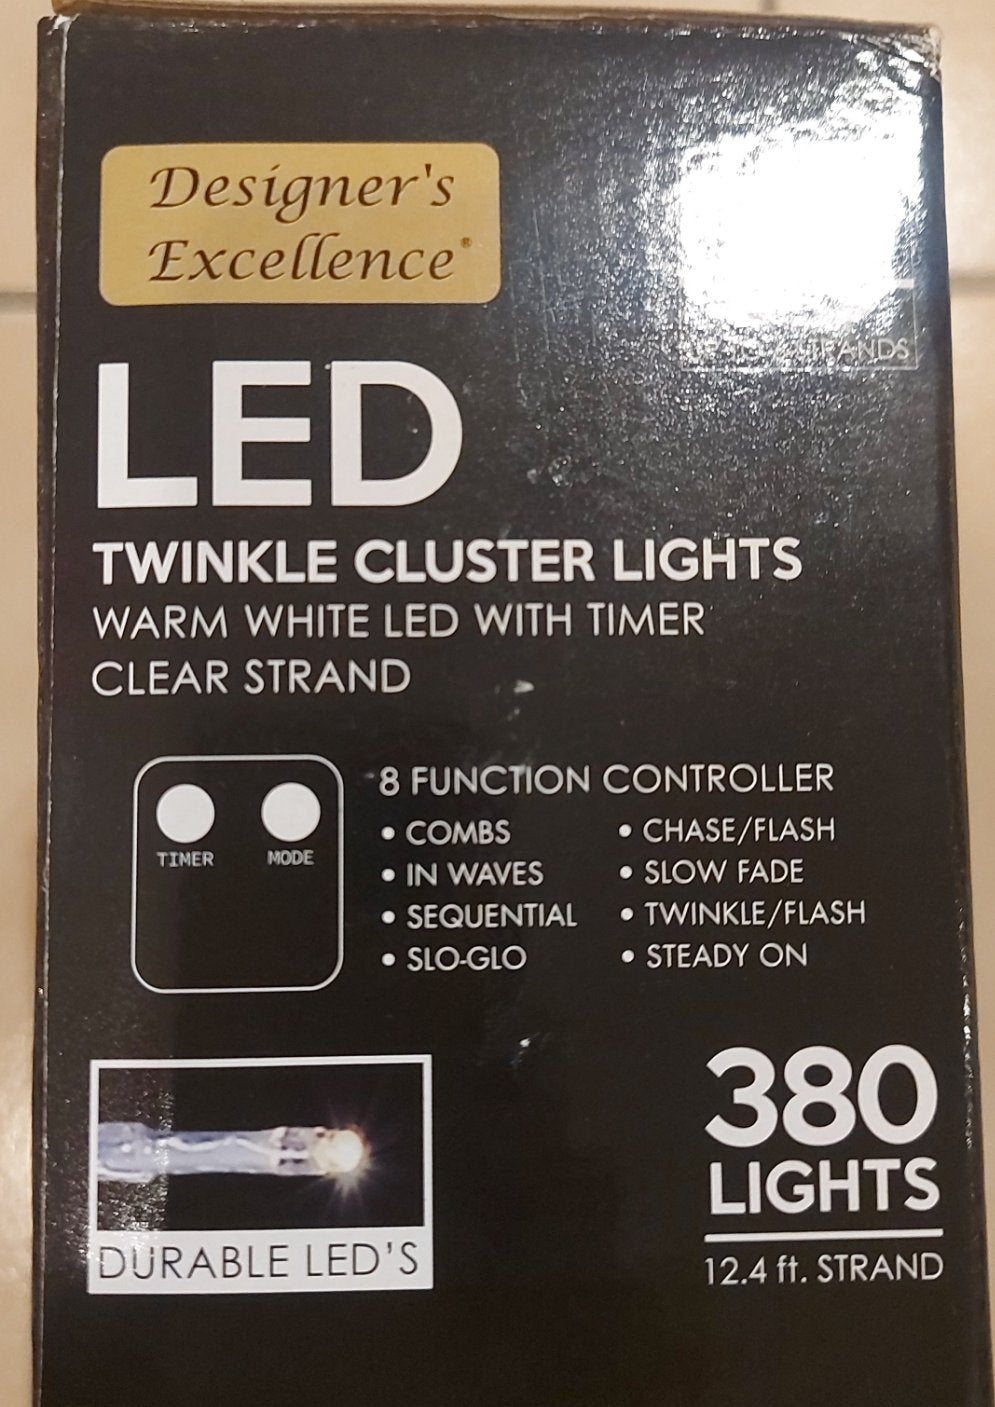 Designer's
Excellence®
STRANDS
LED
TWINKLE CLUSTER LIGHTS
WARM WHITE LED WITH TIMER
CLEAR STRAND
TIMER MODE
8 FUNCTION CONTROLLER
• COMBS
• IN WAVES
• SEQUENTIAL
• SLO-GLO
• CHASE/FLASH
• SLOW FADE
• TWINKLE/FLASH
• STEADY ON
DURABLE LED'S
380
LIGHTS
12.4 ft. STRAND